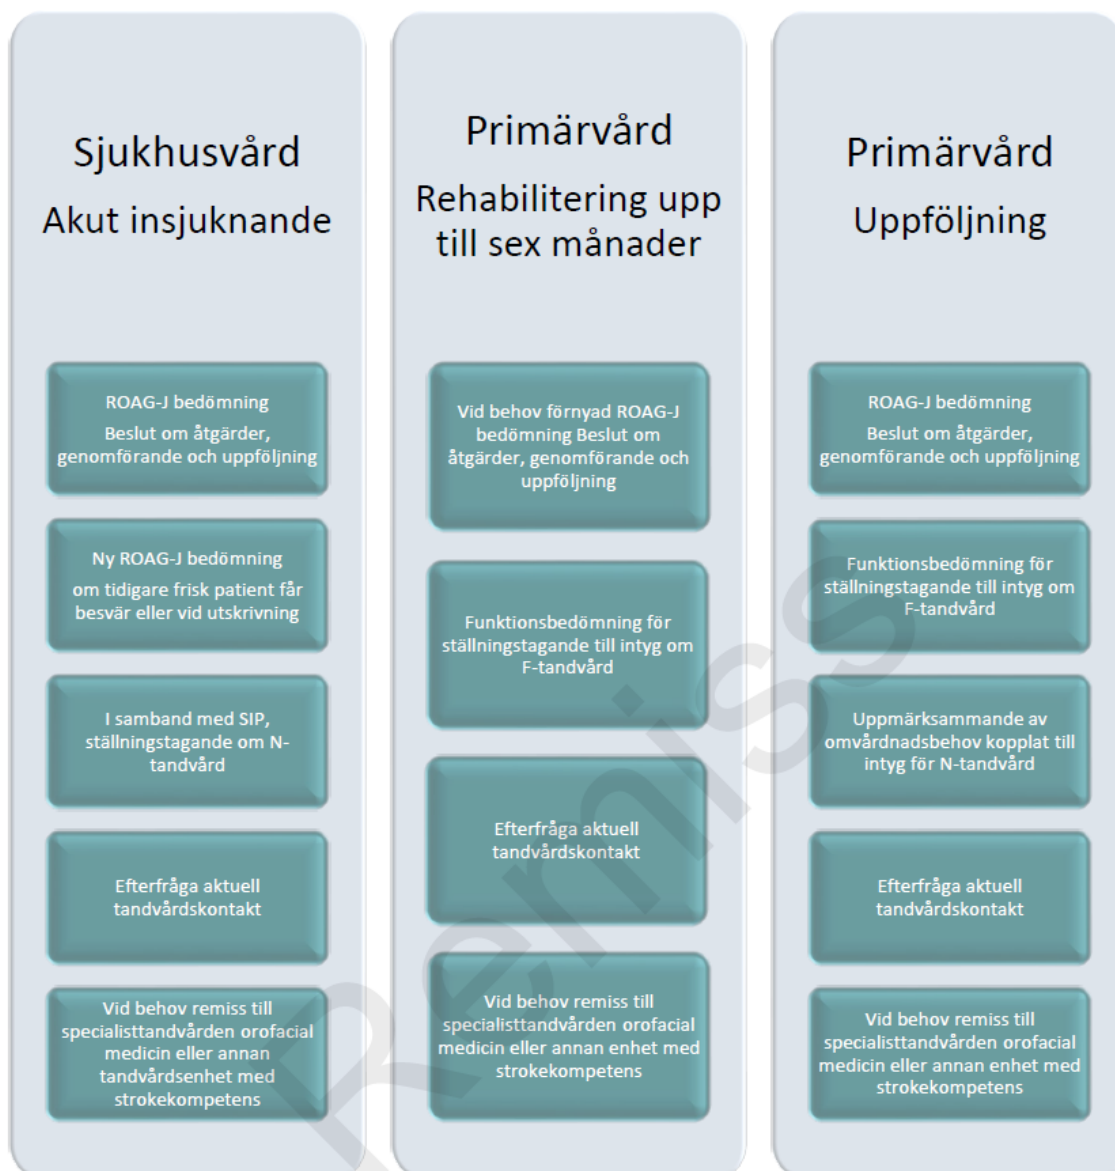 Sjukhusvård
Akut insjuknande
ROAG-J bedömning
Beslut om åtgärder,
genomförande och uppföljning
Ny ROAG-J bedömning
om tidigare frisk patient får
besvär eller vid utskrivning
I samband med SIP,
ställningstagande om N-
tandvård
Efterfråga aktuell
tandvårdskontakt
Vid behov remiss till
specialisttandvården orofacial
medicin eller annan
tandvårdsenhet med
strokekompetens
Primärvård
Rehabilitering upp
till sex månader
Vid behov förnyad ROAG-J
bedömning Beslut om
åtgärder, genomförande och
uppföljning
Funktionsbedömning för
ställningstagande till intyg om
F-tandvård
Efterfråga aktuell
tandvårdskontakt
Vid behov remiss till
specialisttandvården orofacial
medicin eller annan enhet med
strokekompetens
Primärvård
Uppföljning
ROAG-J bedömning
Beslut om åtgärder,
genomförande och uppföljning
Funktionsbedömning för
ställningstagande till intyg om
F-tandvård
Uppmärksammande av
omvårdnadsbehov kopplat till
intyg för N-tandvård
Efterfråga aktuell
tandvårdskontakt
Vid behov remiss till
specialisttandvården orofacial
medicin eller annan enhet med
strokekompetens
Remiss